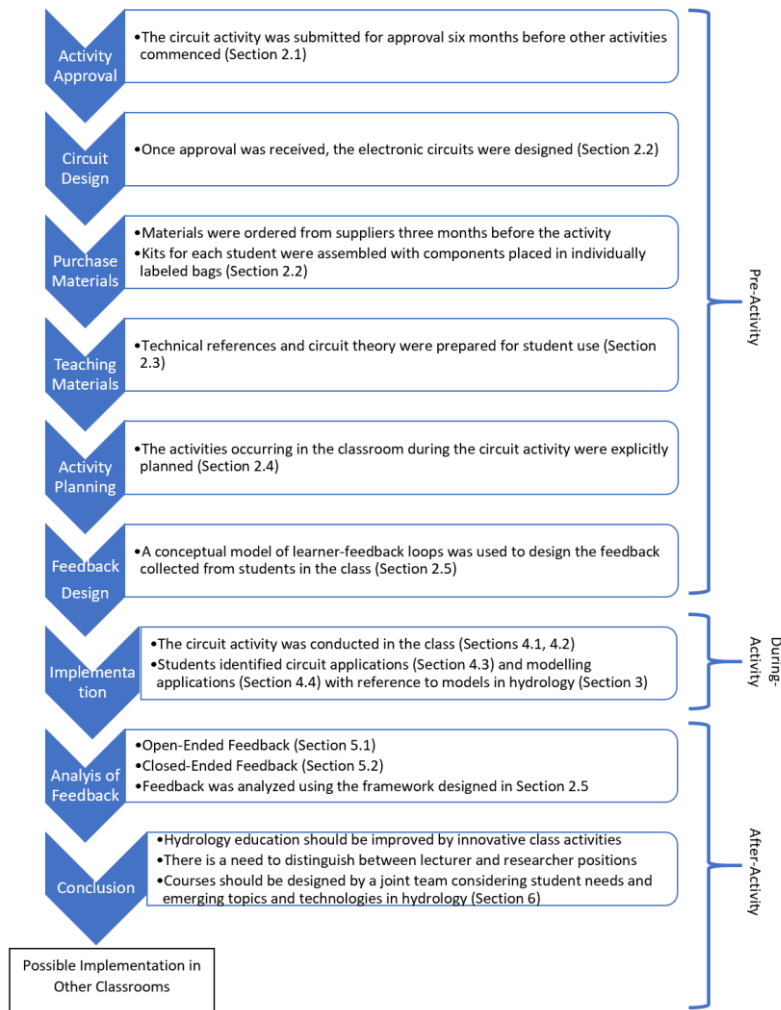 Activity
Approval
•The circuit activity was submitted for approval six months before other activities
commenced (Section 2.1)
Circuit
Design
•Once approval was received, the electronic circuits were designed (Section 2.2)
Purchase
Materials
•Materials were ordered from suppliers three months before the activity
•Kits for each student were assembled with components placed in individually
labeled bags (Section 2.2)
Teaching
Materials
•Technical references and circuit theory were prepared for student use (Section
2.3)
Activity
Planning
•The activities occurring in the classroom during the circuit activity were explicitly
planned (Section 2.4)
Feedback
Design
•A conceptual model of learner-feedback loops was used to design the feedback
collected from students in the class (Section 2.5)
Pre-Activity
Implementa
tion
•The circuit activity was conducted in the class (Sections 4.1, 4.2)
•Students identified circuit applications (Section 4.3) and modelling
applications (Section 4.4) with reference to models in hydrology (Section 3)
During-
Activity
Analyis of
Feedback
•Open-Ended Feedback (Section 5.1)
•Closed-Ended Feedback (Section 5.2)
•Feedback was analyzed using the framework designed in Section 2.5
Conclusion
•Hydrology education should be improved by innovative class activities
•There is a need to distinguish between lecturer and researcher positions
•Courses should be designed by a joint team considering student needs and
emerging topics and technologies in hydrology (Section 6)
After-Activity
Possible Implementation in
Other Classrooms